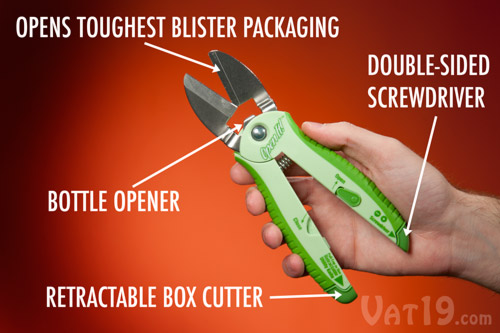 OPENS TOUGHEST BLISTER PACKAGING
DOUBLE-SIDED
SCREWDRIVER
BOTTLE OPENER
RETRACTABLE BOX CUTTER
VAT19.com